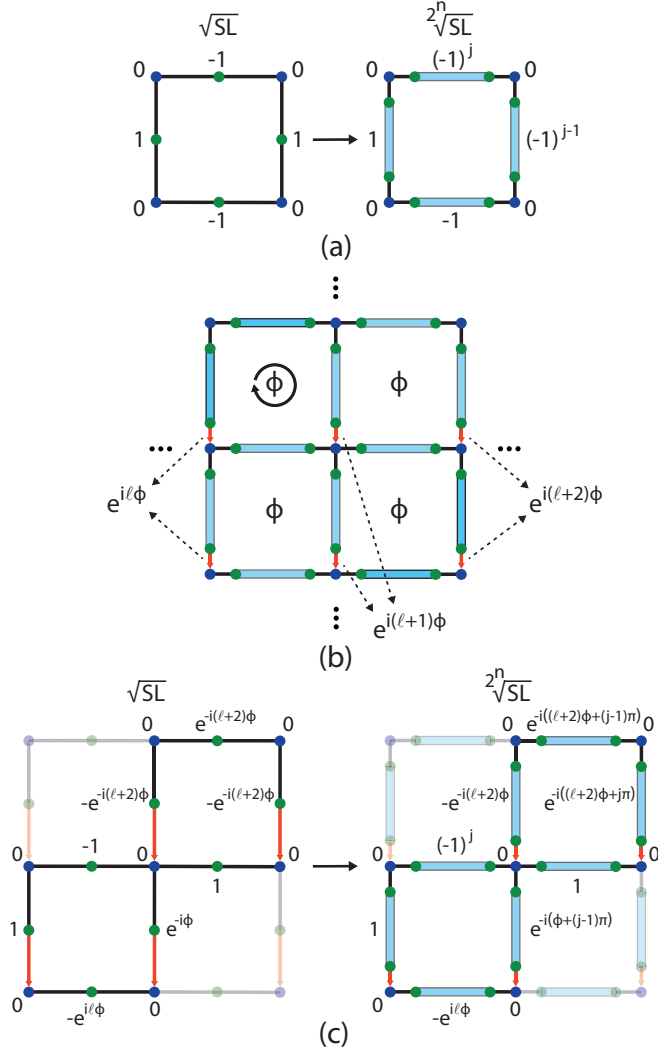 √SL
2ⁿ√SL
-1
(-1)ʲ
0 0 0 0
1 1 1 (-1)ʲ⁻¹
0 0 0 0
-1 -1
(a)
...
ϕ ϕ
... ...
e^{iℓϕ} ϕ ϕ e^{i(ℓ+2)ϕ}
... e^{i(ℓ+1)ϕ}
(b)
√SL
2ⁿ√SL
0 e^{-i(ℓ+2)ϕ} 0
0 e^{-i((ℓ+2)ϕ+(j-1)π)} 0
-e^{-i(ℓ+2)ϕ} -e^{-i(ℓ+2)ϕ}
-e^{-i(ℓ+2)ϕ} e^{-i((ℓ+2)ϕ+jπ)}
0 -1 0 0
0 (-1)ʲ 0 0
1 1
1 e^{-iϕ}
1 e^{-i(ϕ+(j-1)π)}
0 -e^{iℓϕ} 0
0 -e^{iℓϕ} 0
(c)